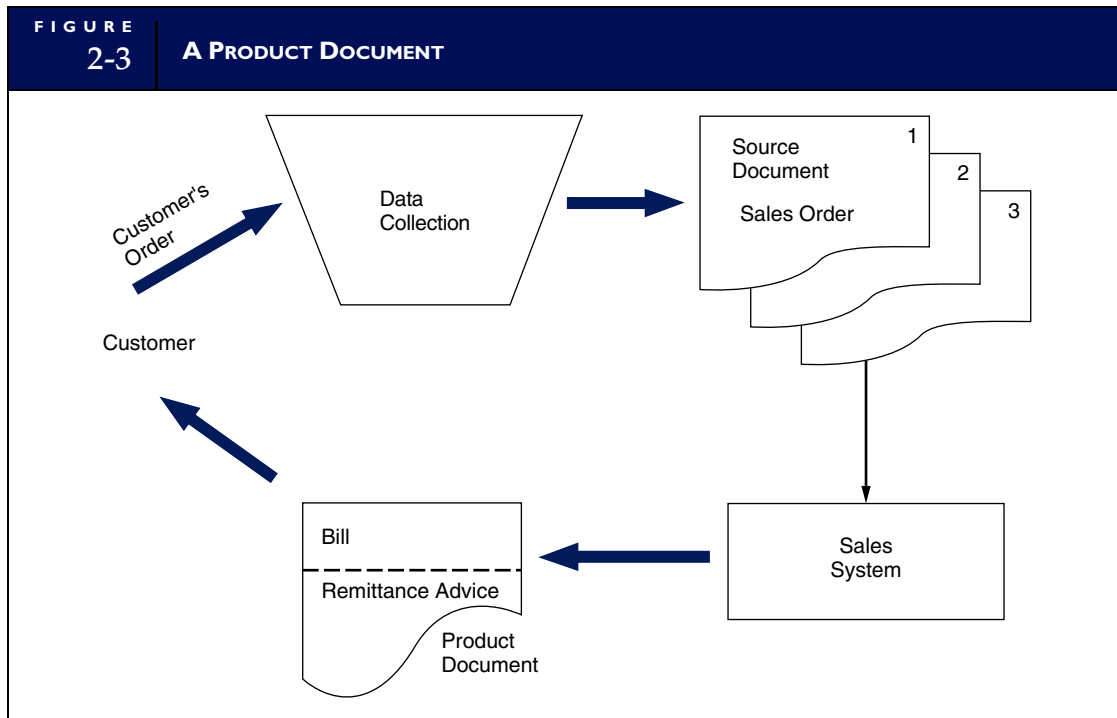 FIGURE
2-3
A PRODUCT DOCUMENT
Customer's
Order
Customer
Data
Collection
Source
Document
Sales Order
1
2
3
Sales
System
Bill
Remittance Advice
Product
Document